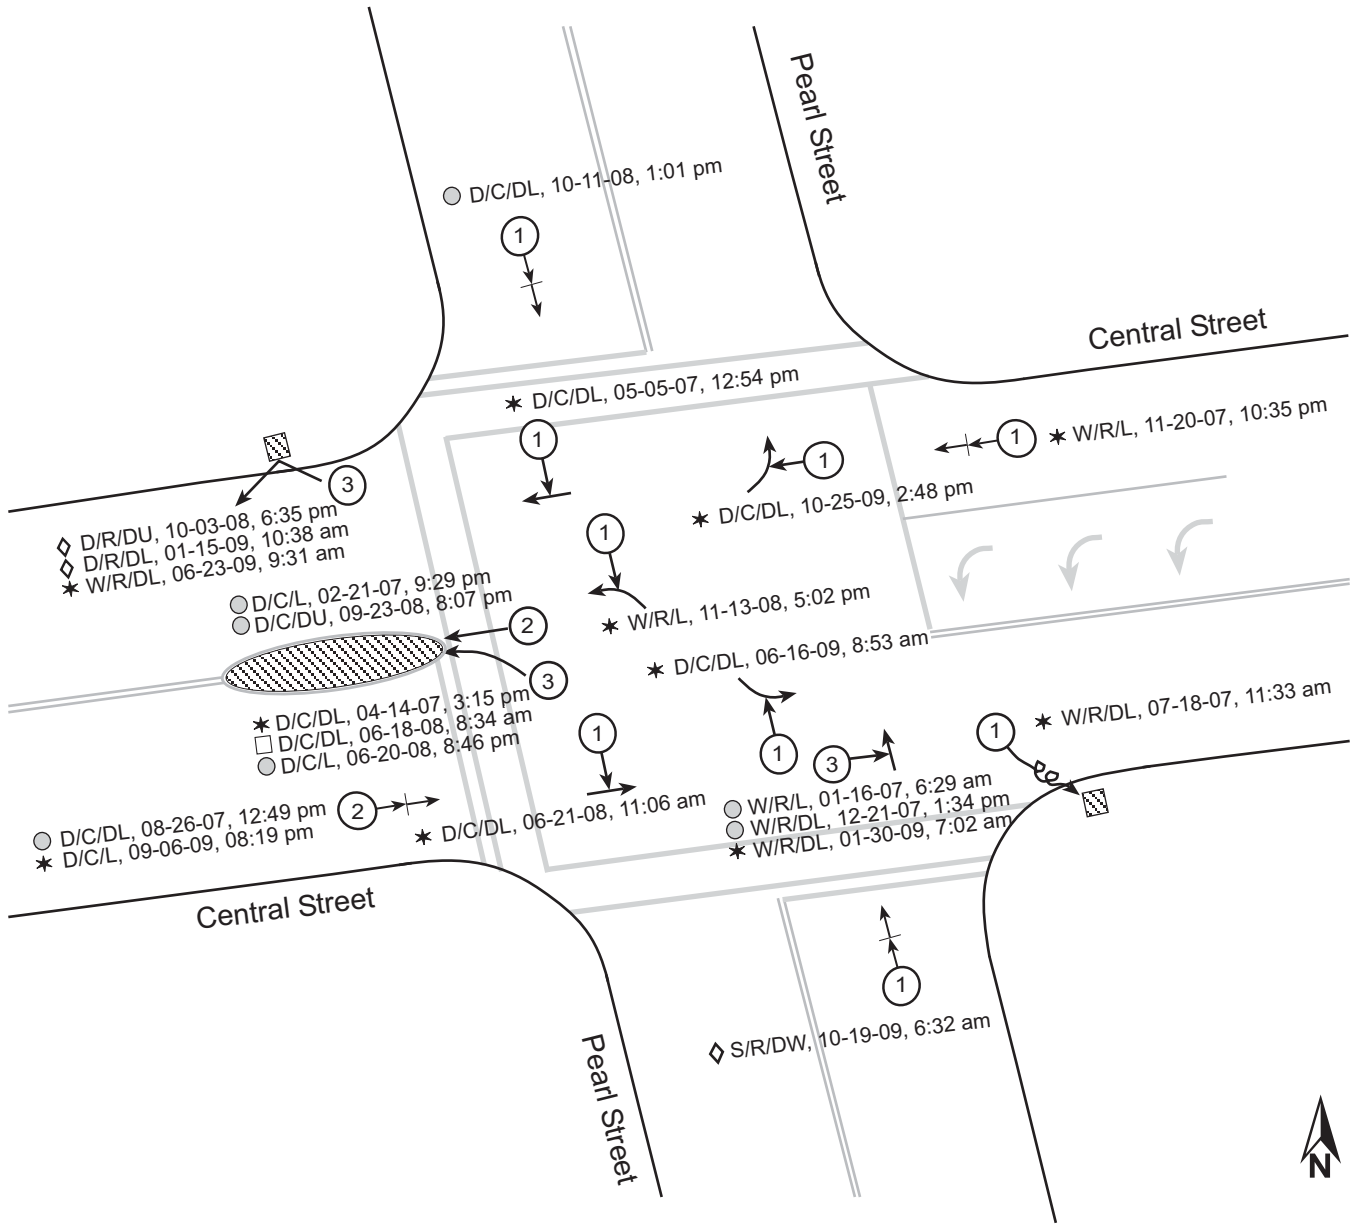 Pearl Street
D/C/DL, 10-11-08, 1:01 pm
1
Central Street
D/C/DL, 05-05-07, 12:54 pm
1
1
W/R/L, 11-20-07, 10:35 pm
1
3
D/C/DL, 10-25-09, 2:48 pm
D/R/DU, 10-03-08, 6:35 pm
D/R/DL, 01-15-09, 10:38 am
W/R/DL, 06-23-09, 9:31 am
1
D/C/L, 02-21-07, 9:29 pm
D/C/DU, 09-23-08, 8:07 pm
W/R/L, 11-13-08, 5:02 pm
2
D/C/DL, 06-16-09, 8:53 am
3
D/C/DL, 04-14-07, 3:15 pm
D/C/DL, 06-18-08, 8:34 am
D/C/L, 06-20-08, 8:46 pm
1
1
3
1
W/R/DL, 07-18-07, 11:33 am
D/C/DL, 08-26-07, 12:49 pm
D/C/L, 09-06-09, 08:19 pm
2
D/C/DL, 06-21-08, 11:06 am
W/R/L, 01-16-07, 6:29 am
W/R/DL, 12-21-07, 1:34 pm
W/R/DL, 01-30-09, 7:02 am
Central Street
1
S/R/DW, 10-19-09, 6:32 am
Pearl Street
N